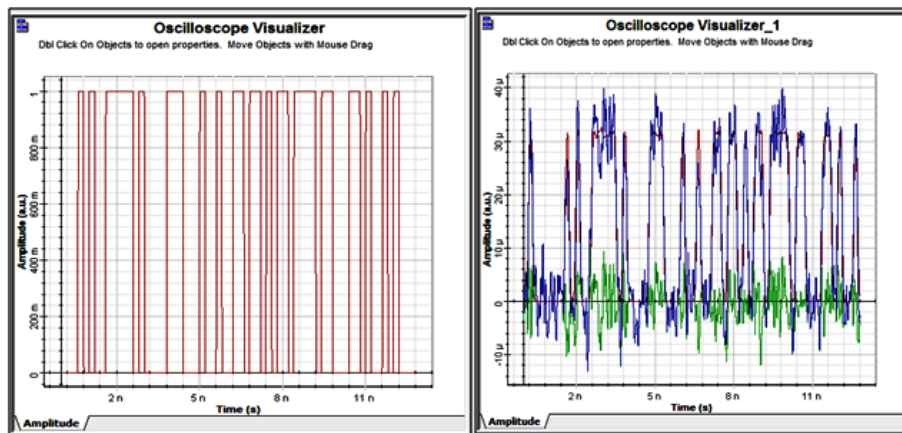 Oscilloscope Visualizer
Dbl Click On Objects to open properties. Move Objects with Mouse Drag
Amplitude (a.u.)
1
800 m
600 m
400 m
200 m
0
2 n
5 n
8 n
11 n
Time (s)
Amplitude
Oscilloscope Visualizer_1
Dbl Click On Objects to open properties. Move Objects with Mouse Drag
Amplitude (a.u.)
40 µ
30 µ
20 µ
10 µ
0
-10 µ
2 n
5 n
8 n
11 n
Time (s)
Amplitude